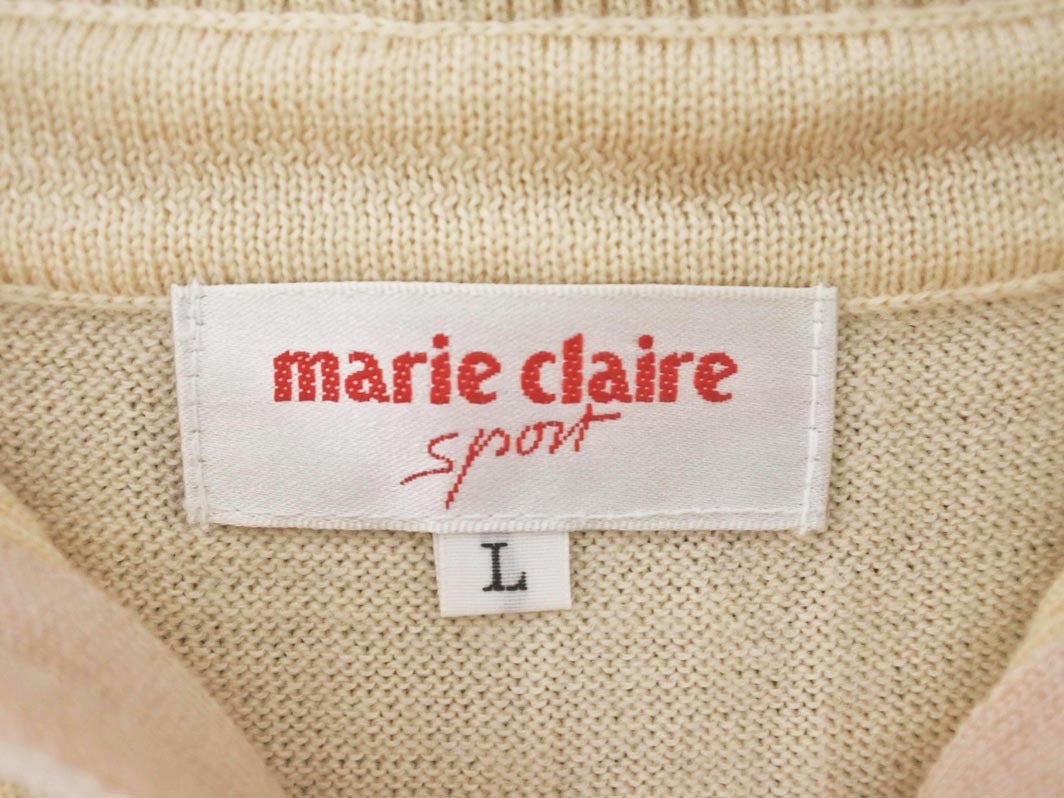 marie claire
sport
L